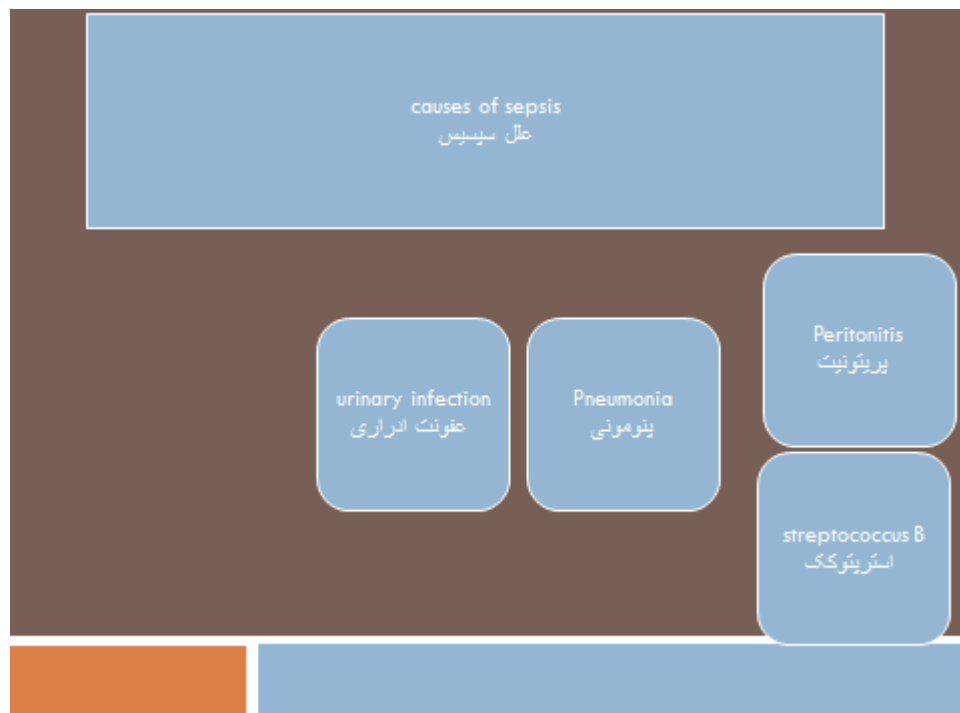 causes of sepsis
علل سپسیس
Peritonitis
پریتونیت
urinary infection
عفونت ادراری
Pneumonia
پنومونی
streptococcus B
استرپتوکک